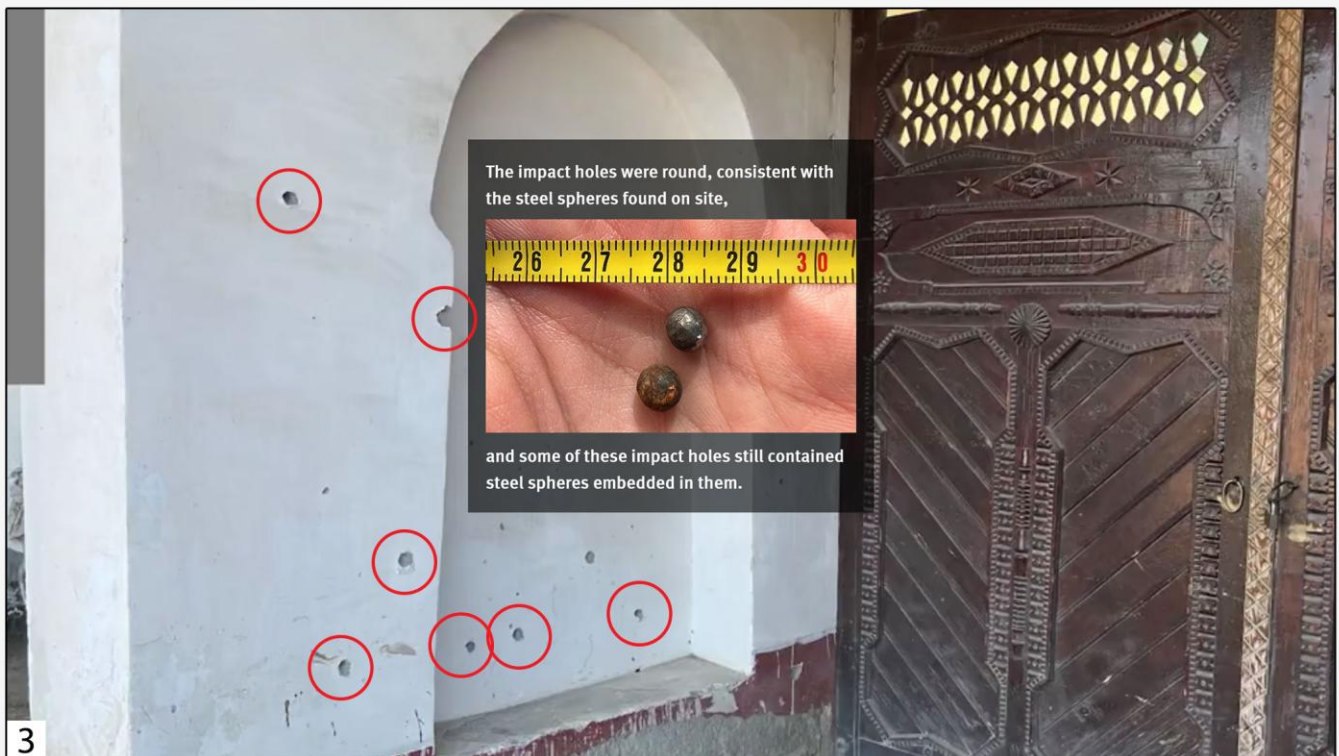 The impact holes were round, consistent with
the steel spheres found on site,
26 27 28 29 30
and some of these impact holes still contained
steel spheres embedded in them.
3